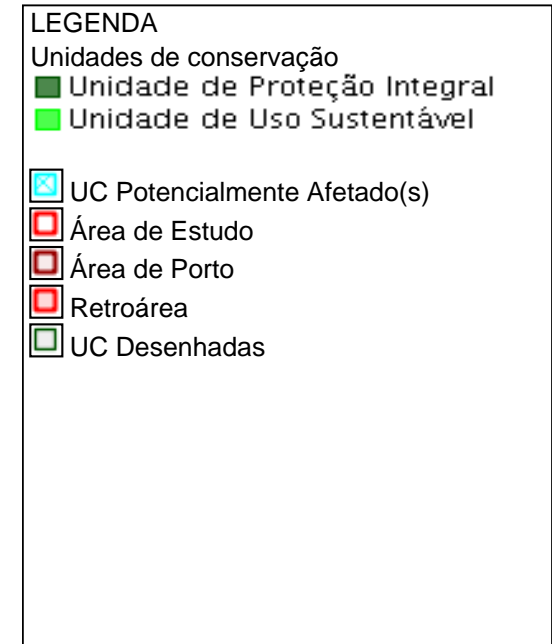 LEGENDA
Unidades de conservação
Unidade de Proteção Integral
Unidade de Uso Sustentável
UC Potencialmente Afetado(s)
Área de Estudo
Área de Porto
Retroárea
UC Desenhadas